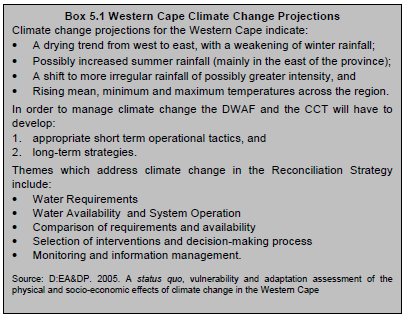 Box 5.1 Western Cape Climate Change Projections
Climate change projections for the Western Cape indicate:
• A drying trend from west to east, with a weakening of winter rainfall;
• Possibly increased summer rainfall (mainly in the east of the province);
• A shift to more irregular rainfall of possibly greater intensity, and
• Rising mean, minimum and maximum temperatures across the region.
In order to manage climate change the DWAF and the CCT will have to
develop:
1. appropriate short term operational tactics, and
2. long-term strategies.
Themes which address climate change in the Reconciliation Strategy
include:
• Water Requirements
• Water Availability and System Operation
• Comparison of requirements and availability
• Selection of interventions and decision-making process
• Monitoring and information management.
Source: D:EA&DP. 2005. A status quo, vulnerability and adaptation assessment of the
physical and socio-economic effects of climate change in the Western Cape